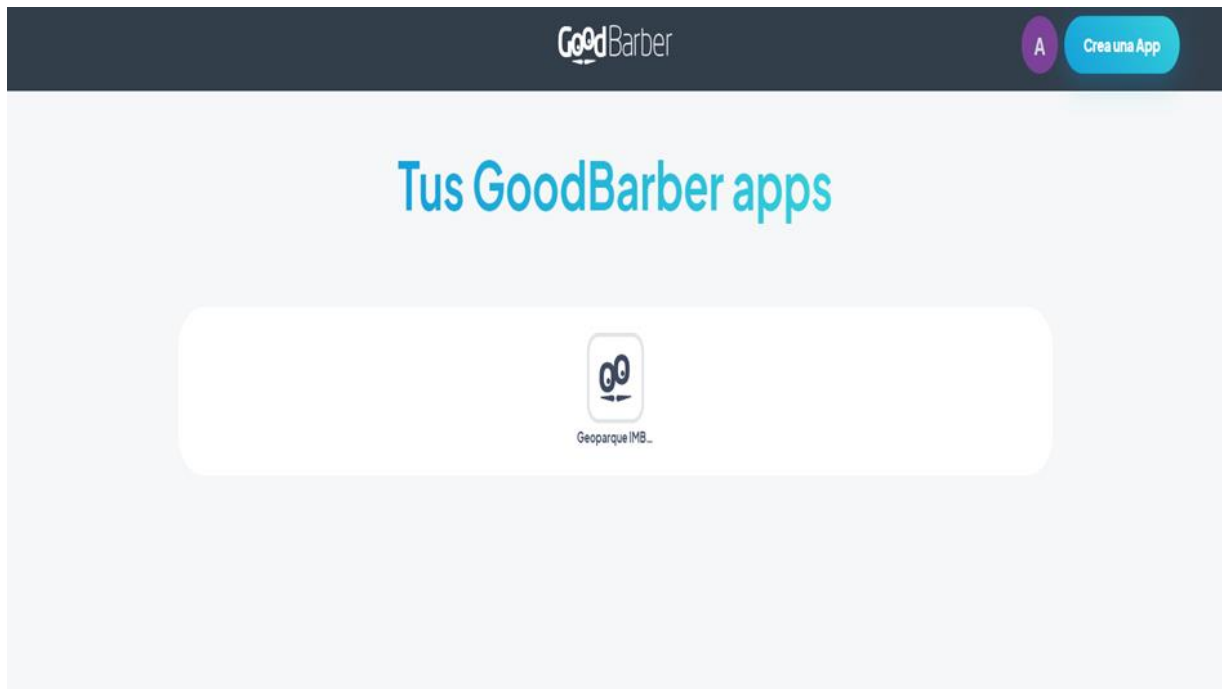 GoodBarber
A
Crea una App
Tus GoodBarber apps
Geoparque IMB...